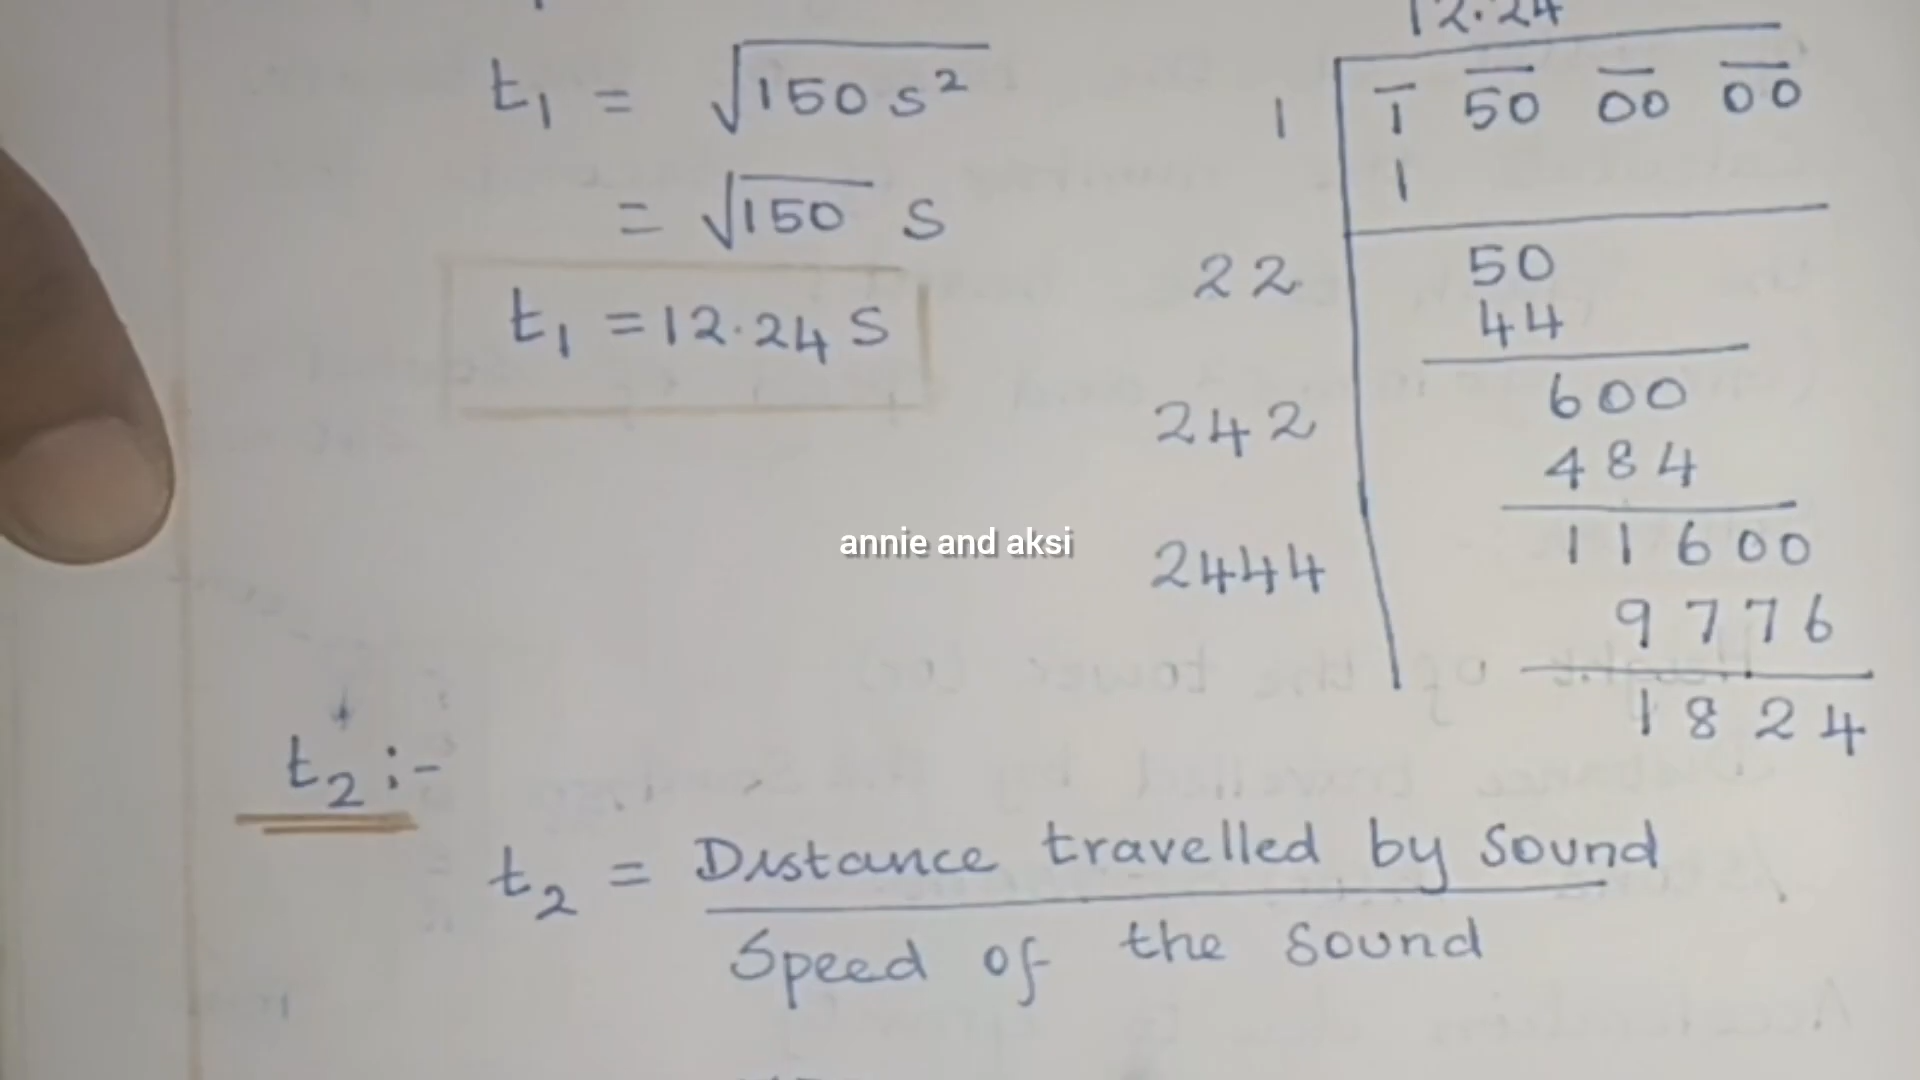 t₁ = √150 s²
= √150 s
t₁ = 12.24 s
12.24
1 1 50 00 00
1
22 50
44
242 600
484
2444 11600
9776
1824
annie and aksi
t₂ :-
t₂ = Distance travelled by sound
Speed of the sound